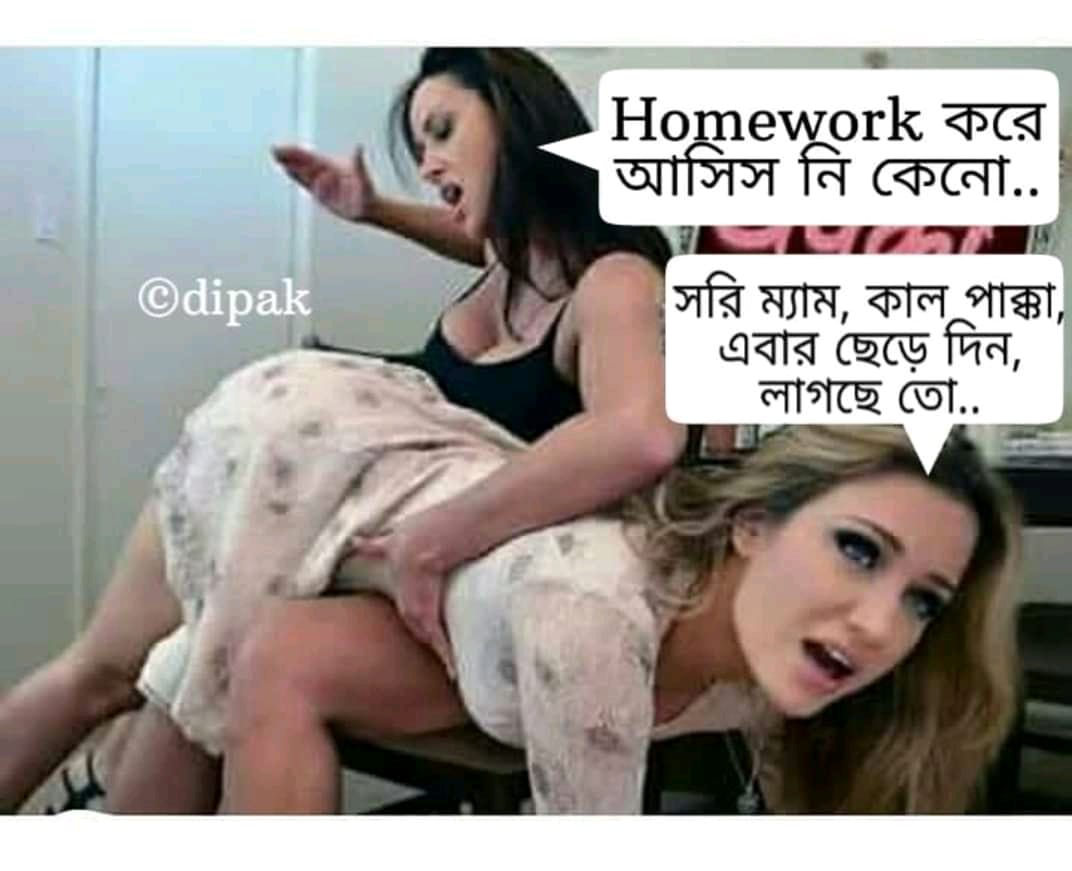 Homework করে
আসিস নি কেনো..
©dipak
সরি ম্যাম, কাল পাক্কা,
এবার ছেড়ে দিন,
লাগছে তো..